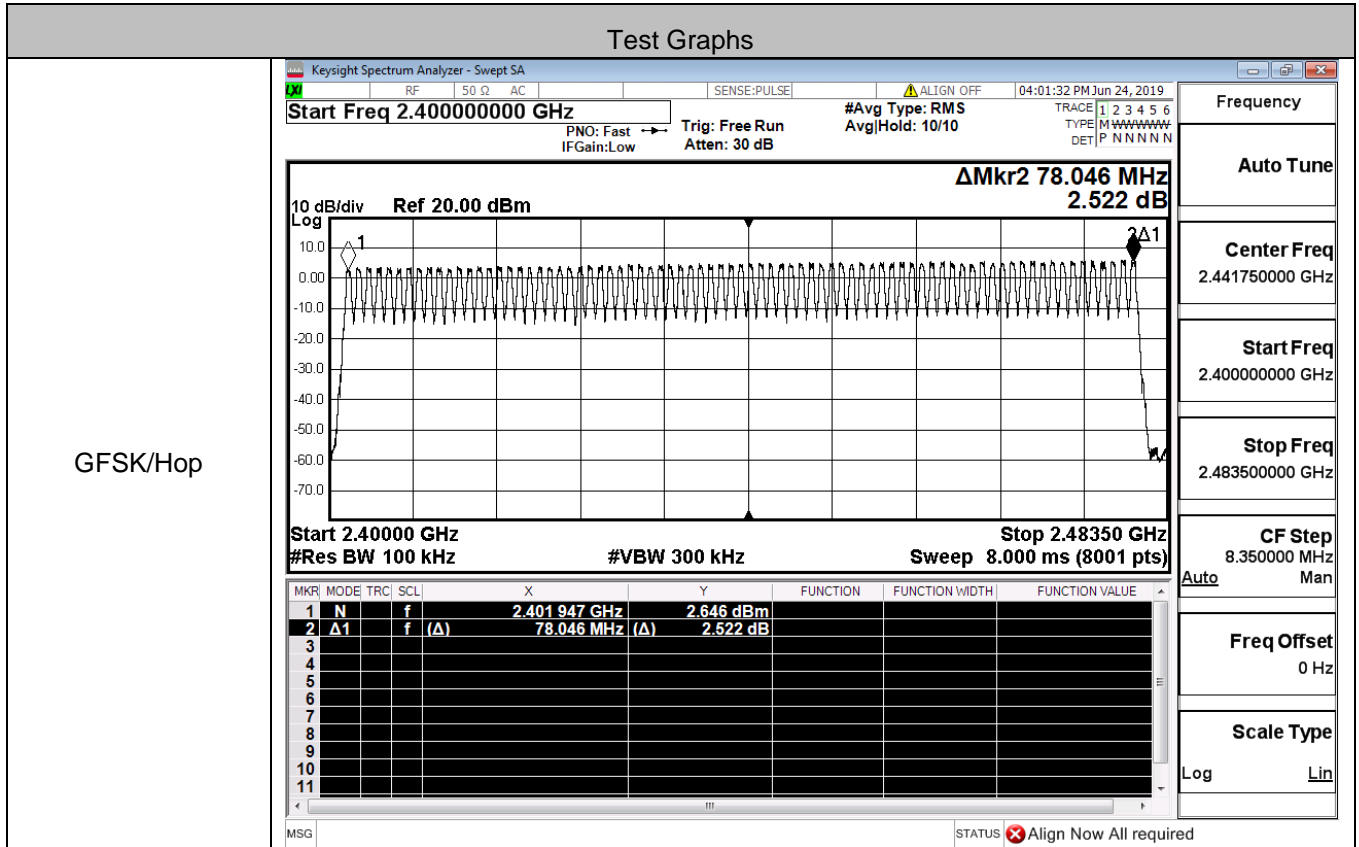 Test Graphs
GFSK/Hop
Keysight Spectrum Analyzer - Swept SA
LXI RF 50 Ω AC SENSE:PULSE ALIGN OFF 04:01:32 PM Jun 24, 2019
Start Freq 2.400000000 GHz
PNO: Fast
IFGain:Low
Trig: Free Run
Atten: 30 dB
#Avg Type: RMS
Avg|Hold: 10/10
TRACE 1 2 3 4 5 6
TYPE M WWWWW
DET P N N N N N
ΔMkr2 78.046 MHz
2.522 dB
10 dB/div Ref 20.00 dBm
Log
10.0
0.00
-10.0
-20.0
-30.0
-40.0
-50.0
-60.0
-70.0
1
2Δ1
Start 2.40000 GHz Stop 2.48350 GHz
#Res BW 100 kHz #VBW 300 kHz Sweep 8.000 ms (8001 pts)
MKR MODE TRC SCL X Y FUNCTION FUNCTION WIDTH FUNCTION VALUE
1 N f 2.401 947 GHz 2.646 dBm
2 Δ1 f (Δ) 78.046 MHz (Δ) 2.522 dB
3
4
5
6
7
8
9
10
11
MSG STATUS Align Now All required
Frequency
Auto Tune
Center Freq
2.441750000 GHz
Start Freq
2.400000000 GHz
Stop Freq
2.483500000 GHz
CF Step
8.350000 MHz
Auto Man
Freq Offset
0 Hz
Scale Type
Log Lin